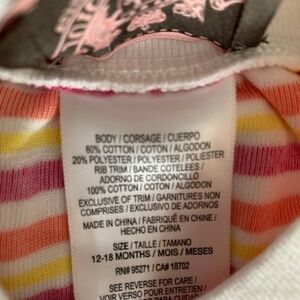 BODY / CORSAGE / CUERPO
80% COTTON / COTON / ALGODON
20% POLYESTER / POLYESTER / POLIESTER
RIB TRIM / BANDE COTELEES /
ADORNO DE CORDONCILLO
100% COTTON / COTON / ALGODON
EXCLUSIVE OF TRIM / GARNITURES NON
COMPRISES / EXCLUSIVO DE ADORNO
MADE IN CHINA / FABRIQUÉ EN CHINE /
HECHO EN CHINA
SIZE / TAILLE / TAMANO
12-18 MONTHS / MOIS / MESES
RN# 95271 / CA# 18702
SEE REVERSE FOR CARE /
VOIR VERSO POUR ENTRETIEN /